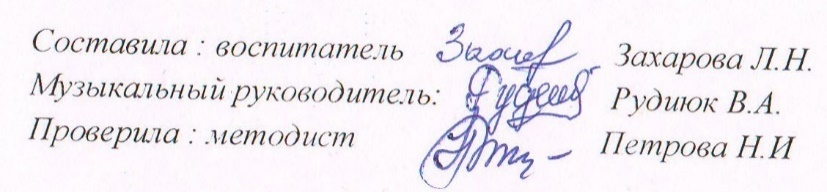 Составила : воспитатель Захарова Л.Н.
Музыкальный руководитель: Рудиюк В.А.
Проверила : методист Петрова Н.И